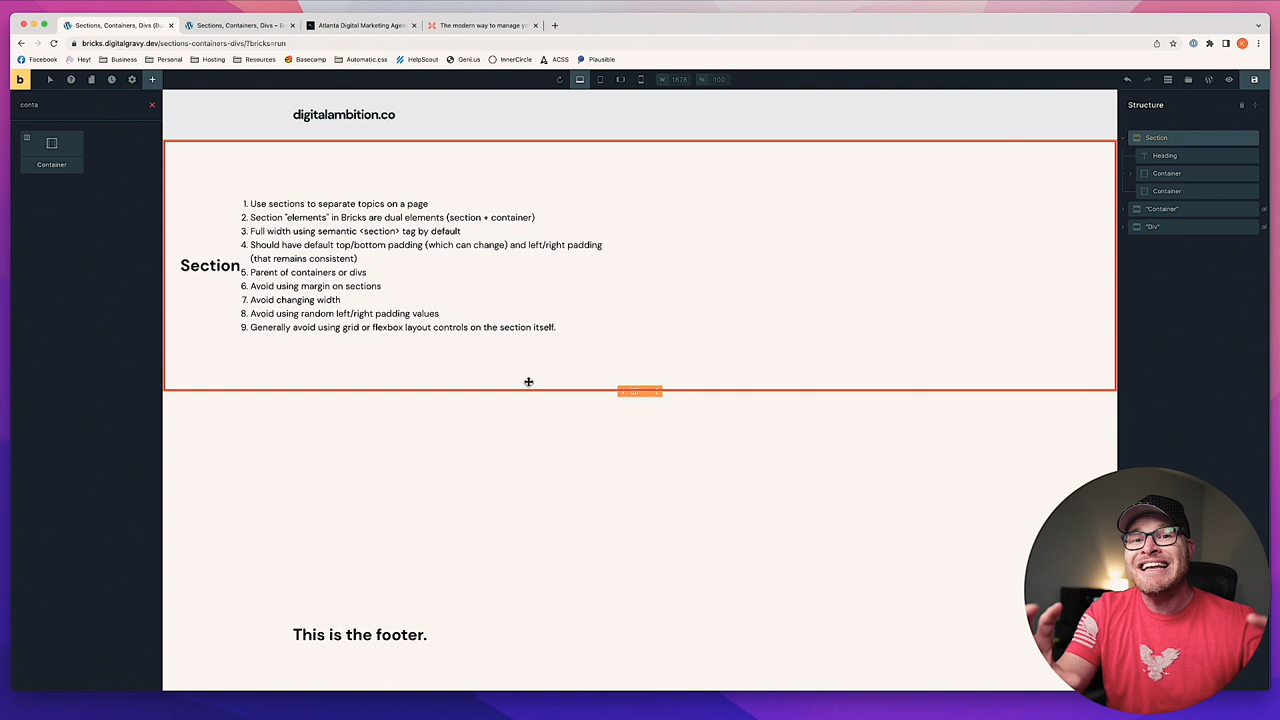 Sections, Containers, Divs (Bu
Sections, Containers, Divs – B
Atlanta Digital Marketing Agen
The modern way to manage yo
bricks.digitalgravy.dev/sections-containers-divs/?bricks=run
Facebook
Hey!
Business
Personal
Hosting
Resources
Basecamp
Automatic.css
HelpScout
Geni.us
InnerCircle
ACSS
Plausible
b
W 1878
% 100
conta
Container
digitalambition.co
Section
1. Use sections to separate topics on a page
2. Section "elements" in Bricks are dual elements (section + container)
3. Full width using semantic <section> tag by default
4. Should have default top/bottom padding (which can change) and left/right padding
(that remains consistent)
5. Parent of containers or divs
6. Avoid using margin on sections
7. Avoid changing width
8. Avoid using random left/right padding values
9. Generally avoid using grid or flexbox layout controls on the section itself.
This is the footer.
Structure
Section
Heading
Container
Container
"Container"
"Div"